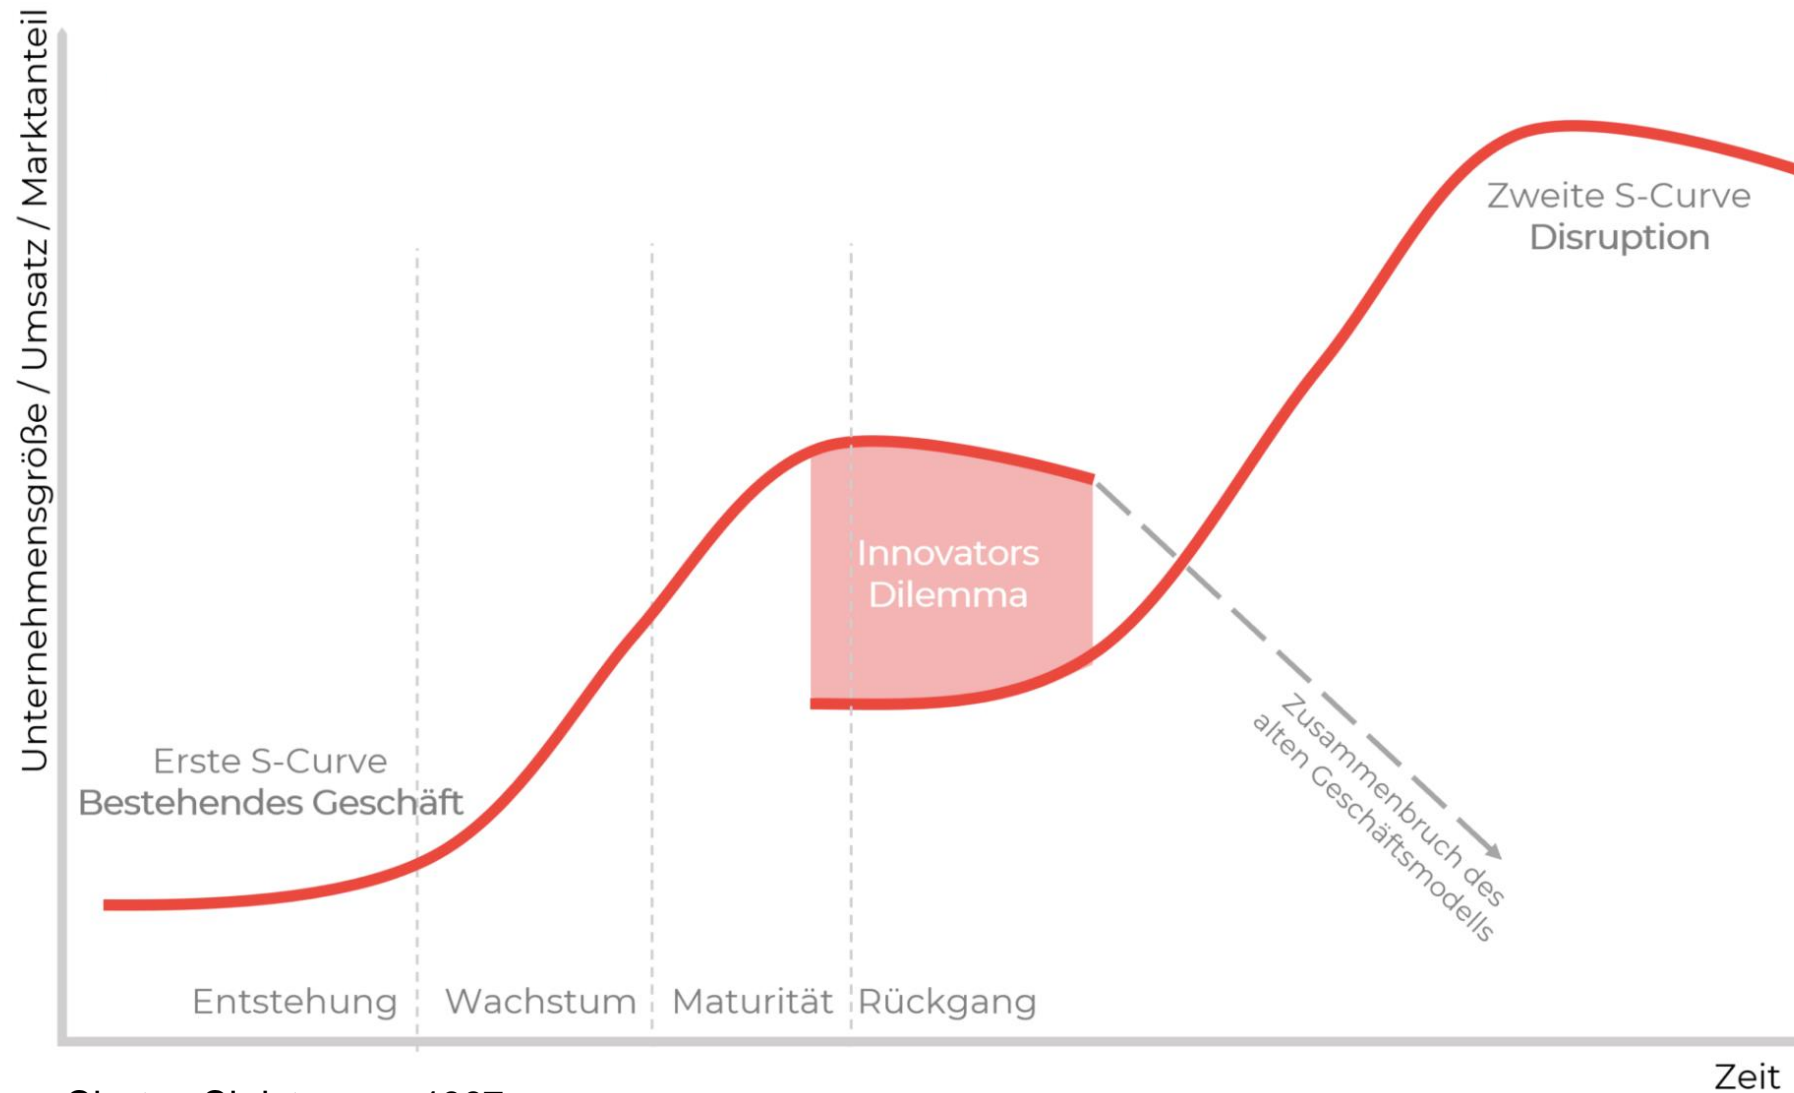 Unternehmensgröße / Umsatz / Marktanteil
Zweite S-Curve
Disruption
Innovators
Dilemma
Erste S-Curve
Bestehendes Geschäft
Zusammenbruch des
alten Geschäftsmodells
Entstehung
Wachstum
Maturität
Rückgang
Zeit